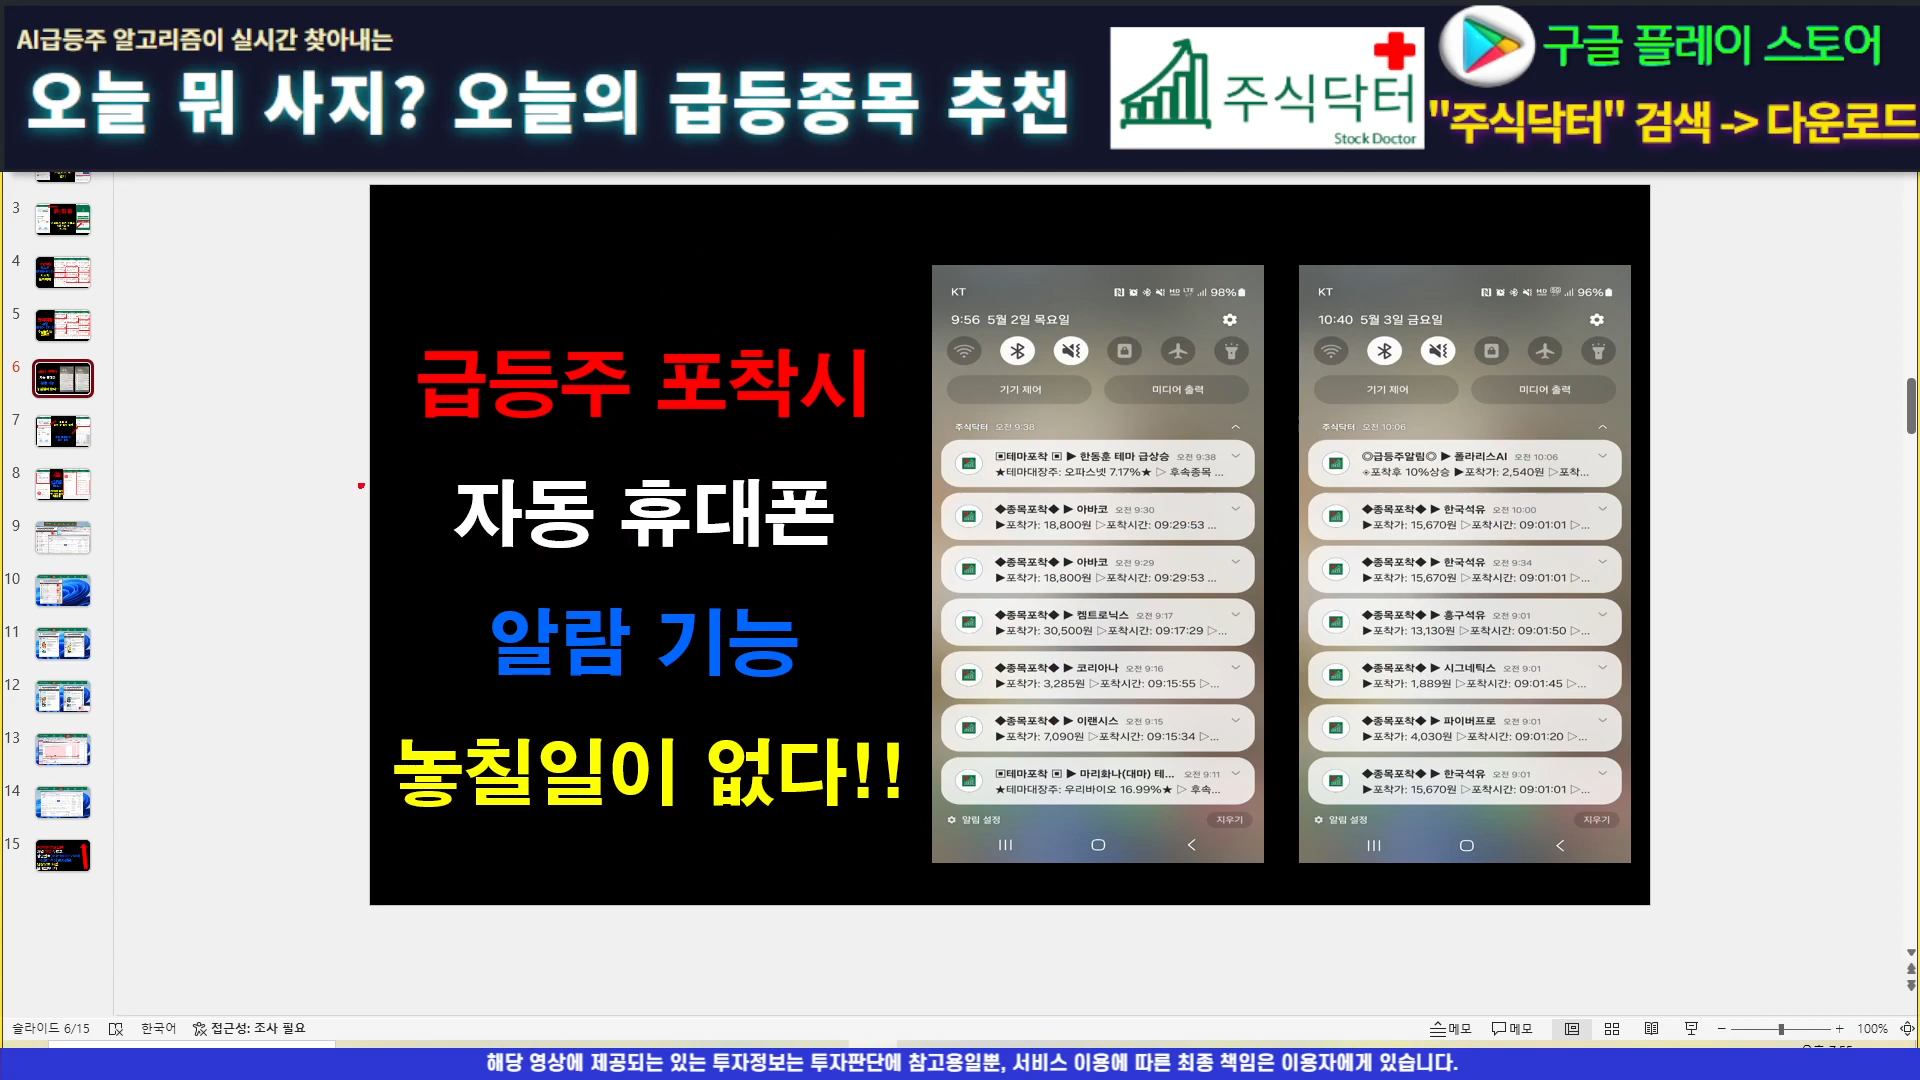 AI급등주 알고리즘이 실시간 찾아내는
오늘 뭐 사지? 오늘의 급등종목 추천
주식닥터
Stock Doctor
구글 플레이 스토어
"주식닥터" 검색 -> 다운로드
3
4
5
6
7
8
9
10
11
12
13
14
15
급등주 포착시
자동 휴대폰
알람 기능
놓칠일이 없다!!
KT
98%
9:56 5월 2일 목요일
기기 제어
미디어 출력
주식닥터 오전 9:38
▣테마포착 ▣ ▶ 한동훈 테마 급상승 오전 9:38
★테마대장주: 오파스넷 7.17%★ ▷ 후속종목 ...
◆종목포착◆ ▶ 아바코 오전 9:30
▶포착가: 18,800원 ▷포착시간: 09:29:53 ...
◆종목포착◆ ▶ 아바코 오전 9:29
▶포착가: 18,800원 ▷포착시간: 09:29:53 ...
◆종목포착◆ ▶ 켐트로닉스 오전 9:17
▶포착가: 30,500원 ▷포착시간: 09:17:29 ▷...
◆종목포착◆ ▶ 코리아나 오전 9:16
▶포착가: 3,285원 ▷포착시간: 09:15:55 ▷...
◆종목포착◆ ▶ 이랜시스 오전 9:15
▶포착가: 7,090원 ▷포착시간: 09:15:34 ▷...
▣테마포착 ▣ ▶ 마리화나(대마) 테... 오전 9:11
★테마대장주: 우리바이오 16.99%★ ▷ 후속...
알림 설정
지우기
KT
96%
10:40 5월 3일 금요일
기기 제어
미디어 출력
주식닥터 오전 10:06
◎급등주알림◎ ▶ 폴라리스AI 오전 10:06
◈포착후 10%상승 ▶포착가: 2,540원 ▷포착...
◆종목포착◆ ▶ 한국석유 오전 10:00
▶포착가: 15,670원 ▷포착시간: 09:01:01 ▷...
◆종목포착◆ ▶ 한국석유 오전 9:34
▶포착가: 15,670원 ▷포착시간: 09:01:01 ▷...
◆종목포착◆ ▶ 흥구석유 오전 9:01
▶포착가: 13,130원 ▷포착시간: 09:01:50 ▷...
◆종목포착◆ ▶ 시그네틱스 오전 9:01
▶포착가: 1,889원 ▷포착시간: 09:01:45 ▷...
◆종목포착◆ ▶ 파이버프로 오전 9:01
▶포착가: 4,030원 ▷포착시간: 09:01:20 ▷...
◆종목포착◆ ▶ 한국석유 오전 9:01
▶포착가: 15,670원 ▷포착시간: 09:01:01 ▷...
알림 설정
지우기
슬라이드 6/15 한국어 접근성: 조사 필요
메모 메모 100%
해당 영상에 제공되는 있는 투자정보는 투자판단에 참고용일뿐, 서비스 이용에 따른 최종 책임은 이용자에게 있습니다.